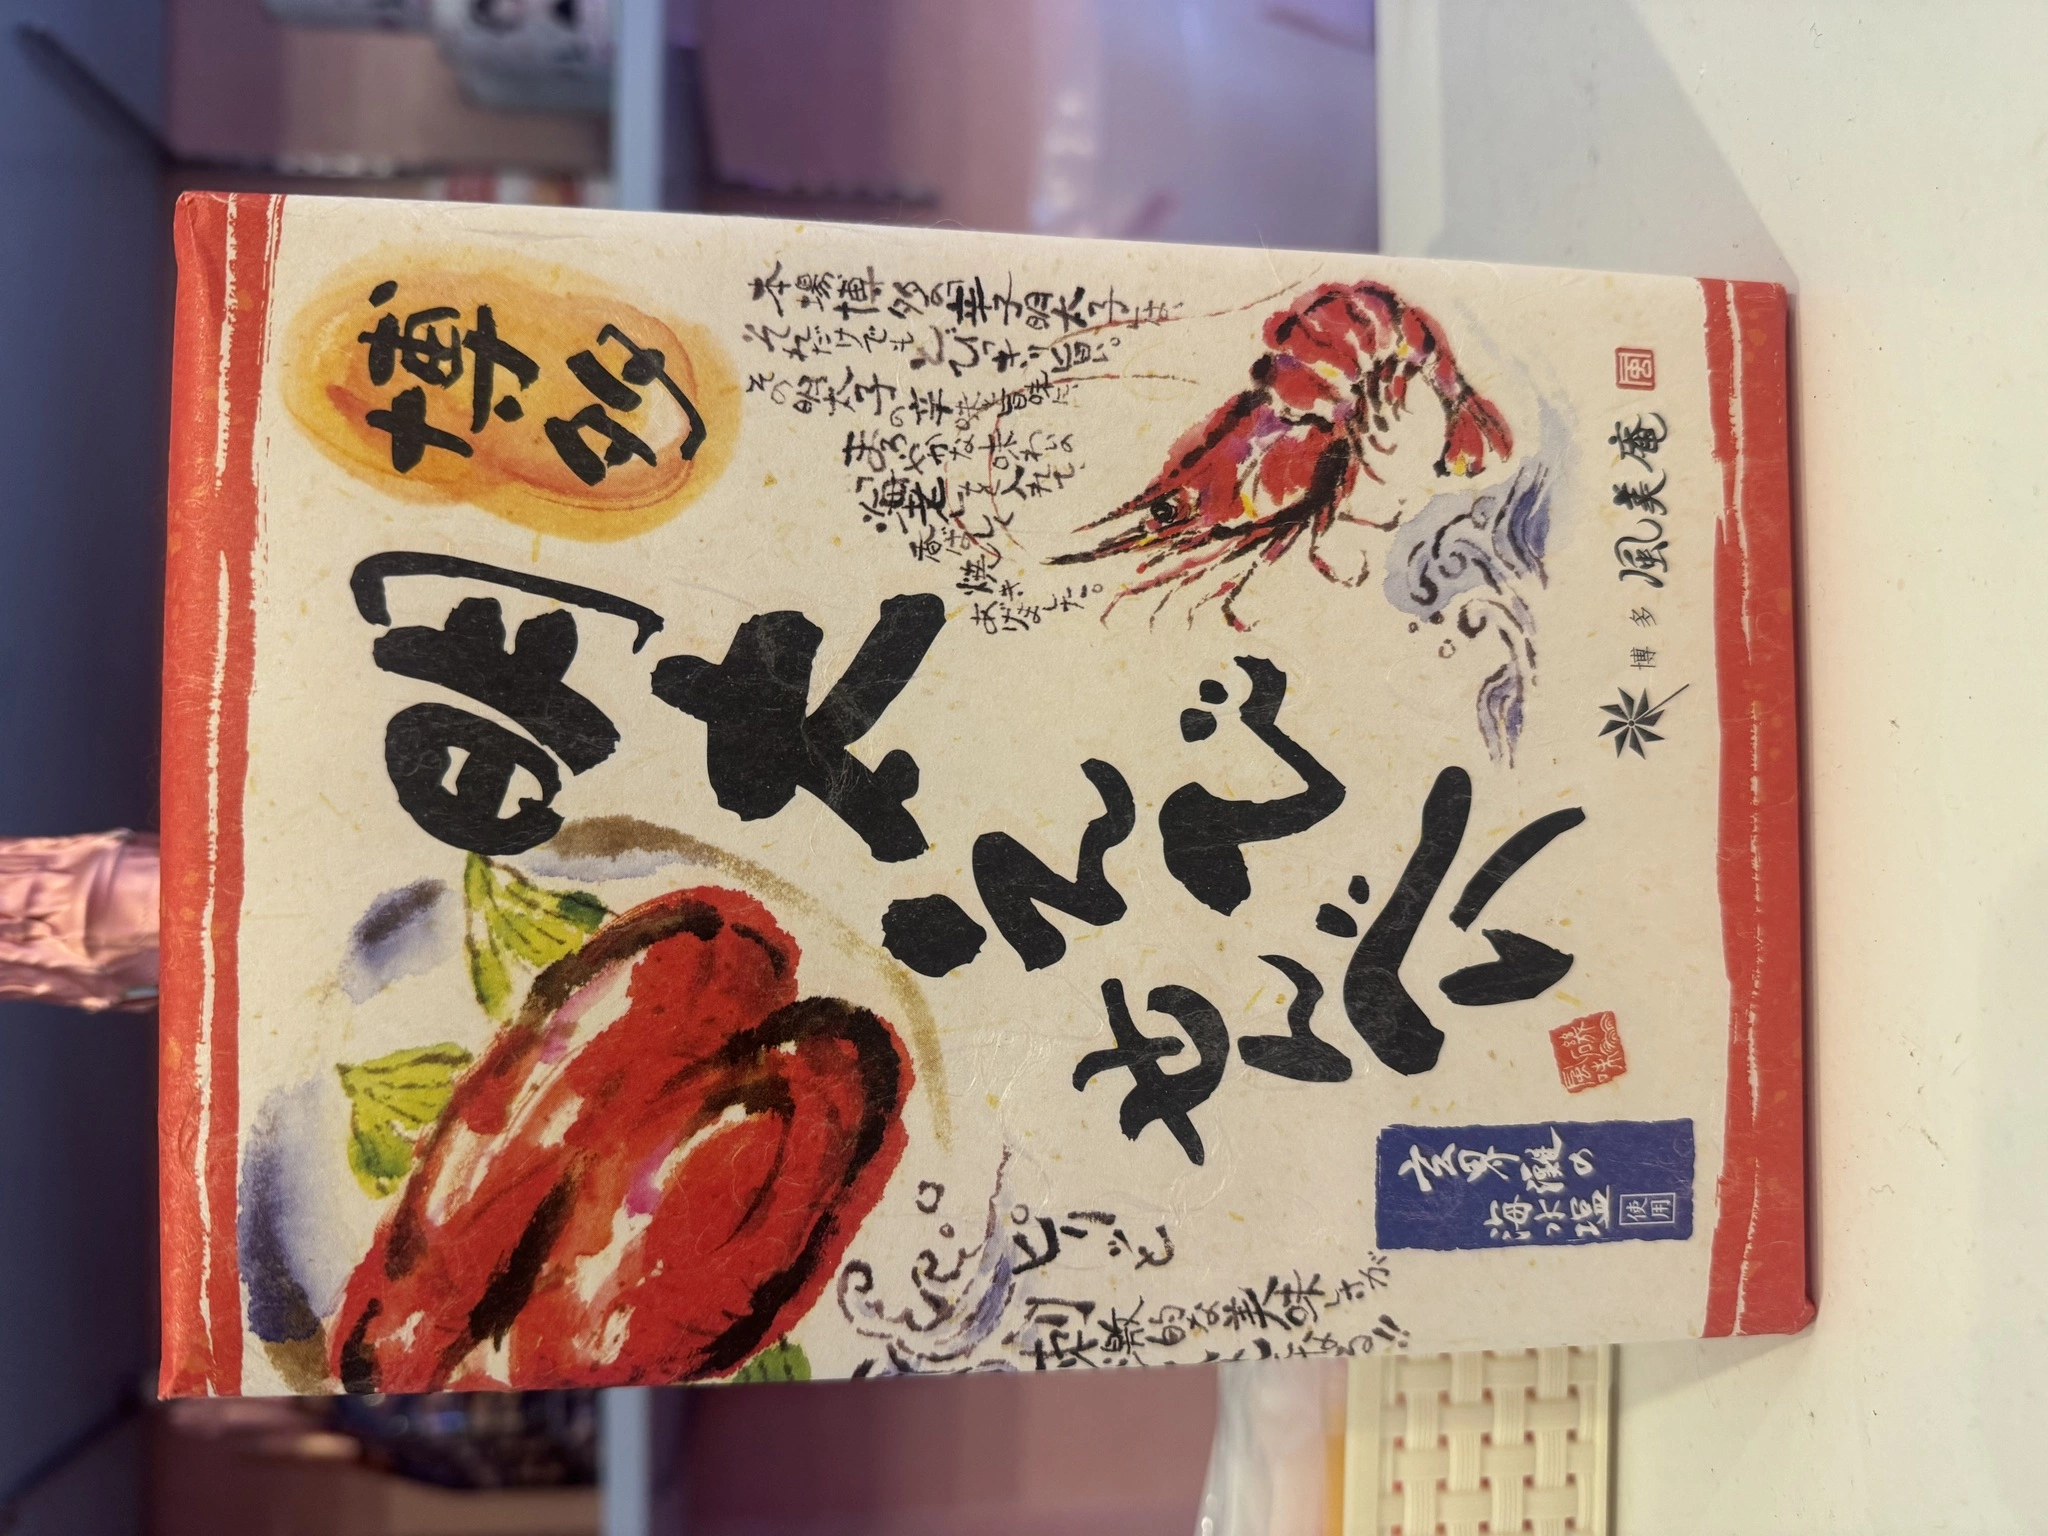 博多
明太
えび
せんべい
本場博多の辛子明太子は、
それだけでもとびっきり旨い。
その明太子の辛味と旨味に、
まろやかな味わいの
海老を入れて、
香ばしく焼き
あげました。
ピリッと
刺激的な美味しさが
玄界灘の
海水塩
使用
博多 風美庵